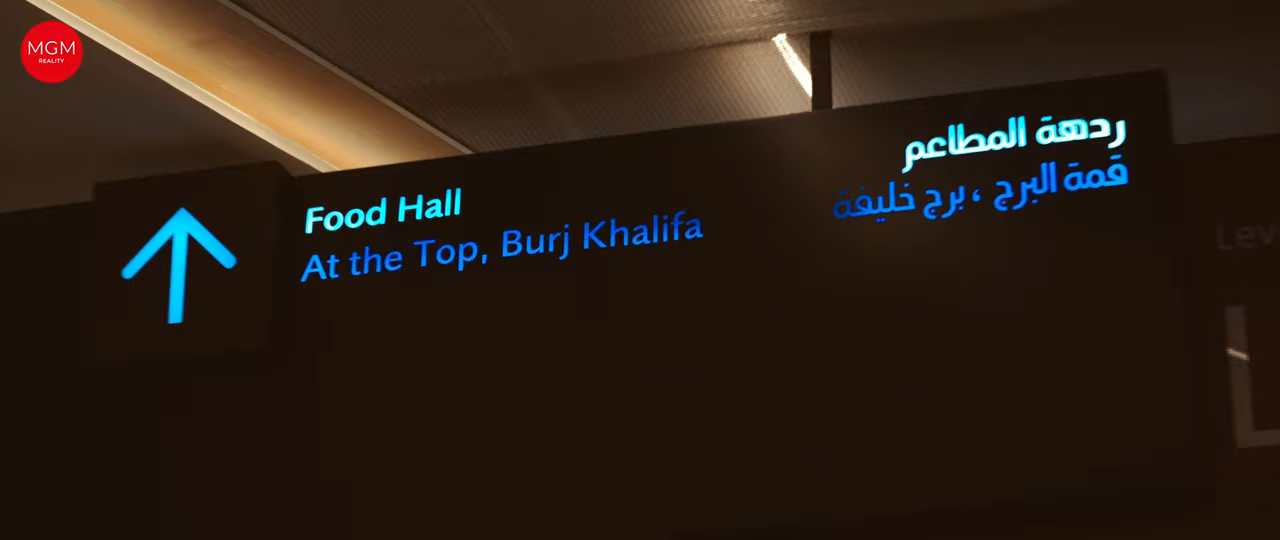 MGM
REALITY
Food Hall
At the Top, Burj Khalifa
ردهة المطاعم
قمة البرج ، برج خليفة